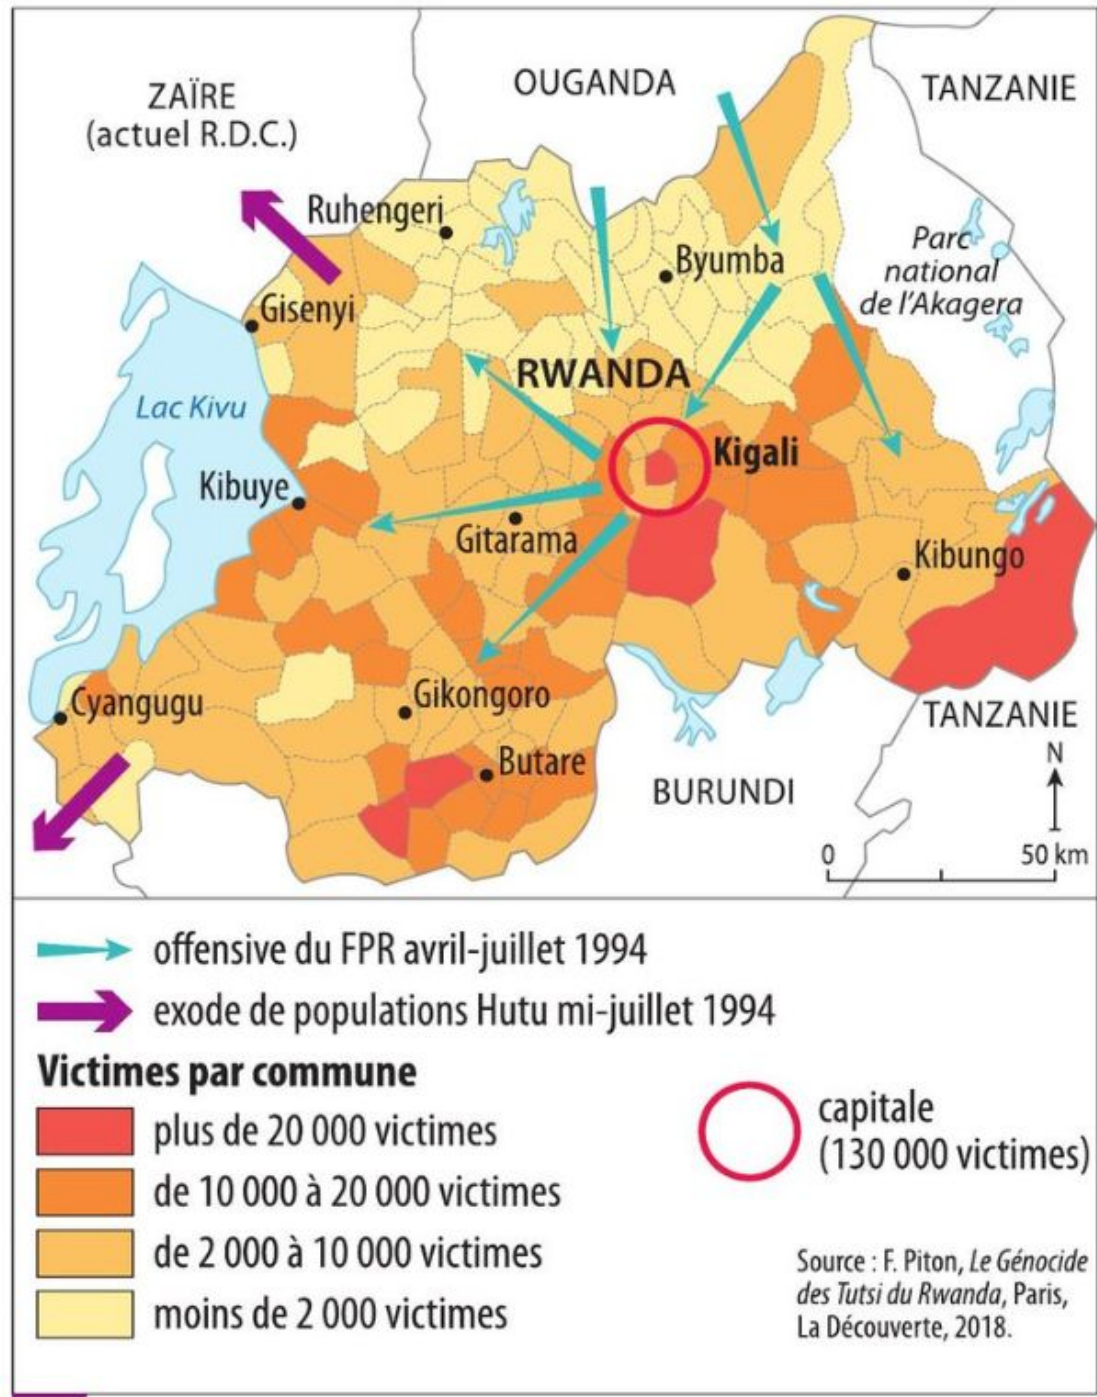 ZAÏRE
(actuel R.D.C.)
OUGANDA
TANZANIE
Ruhengeri
Byumba
Parc
national
de l'Akagera
Gisenyi
RWANDA
Lac Kivu
Kigali
Kibuye
Gitarama
Kibungo
Cyangugu
Gikongoro
TANZANIE
Butare
BURUNDI
N
0
50 km
offensive du FPR avril-juillet 1994
exode de populations Hutu mi-juillet 1994
Victimes par commune
plus de 20 000 victimes
de 10 000 à 20 000 victimes
de 2 000 à 10 000 victimes
moins de 2 000 victimes
capitale
(130 000 victimes)
Source : F. Piton, Le Génocide
des Tutsi du Rwanda, Paris,
La Découverte, 2018.